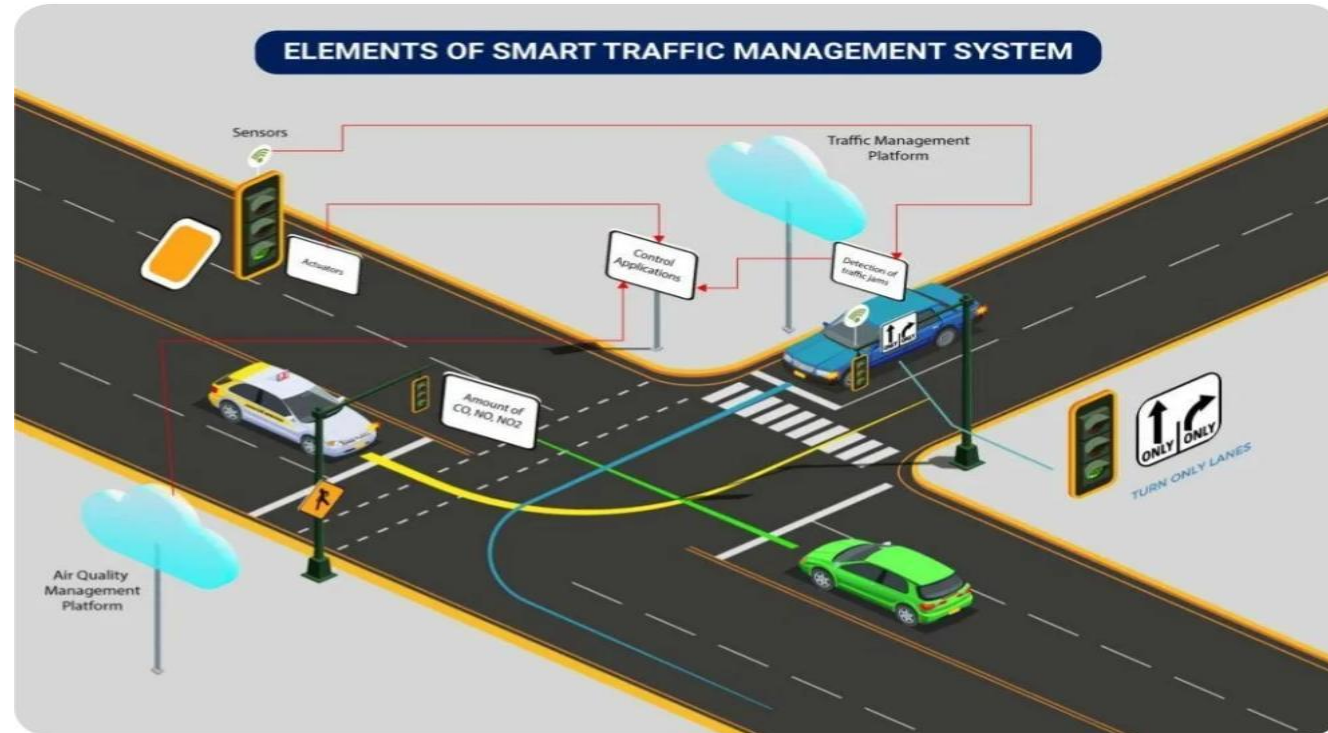 ELEMENTS OF SMART TRAFFIC MANAGEMENT SYSTEM
Sensors
Traffic Management
Platform
Actuators
Control
Applications
Detection of
traffic jams
Amount of
CO, NO, NO2
ONLY ONLY
TURN ONLY LANES
Air Quality
Management
Platform